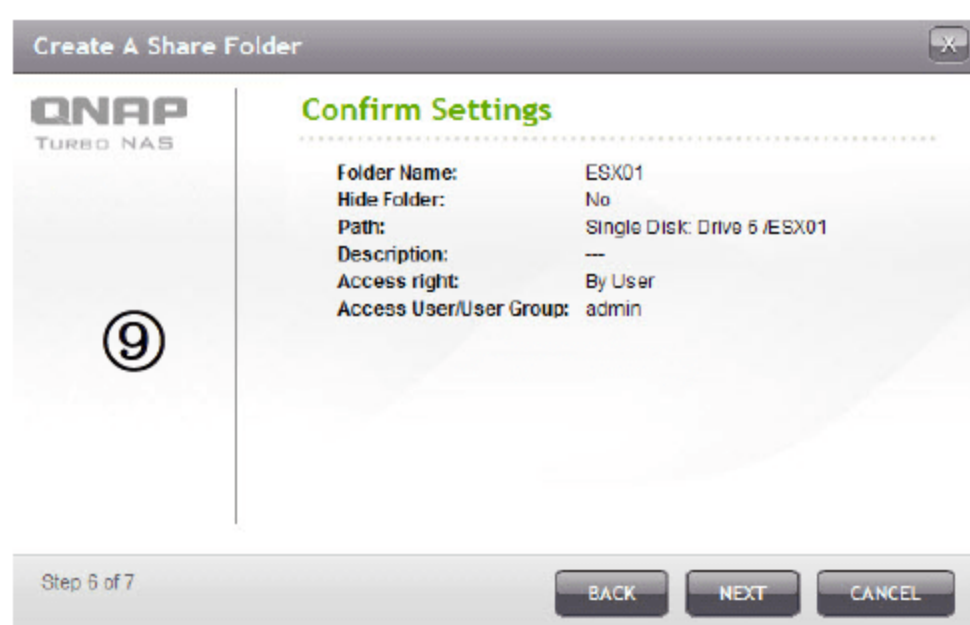 Create A Share Folder
X
QNAP
TURBO NAS
Confirm Settings
Folder Name: ESX01
Hide Folder: No
Path: Single Disk: Drive 6 /ESX01
Description: ---
Access right: By User
Access User/User Group: admin
⑨
Step 6 of 7
BACK NEXT CANCEL